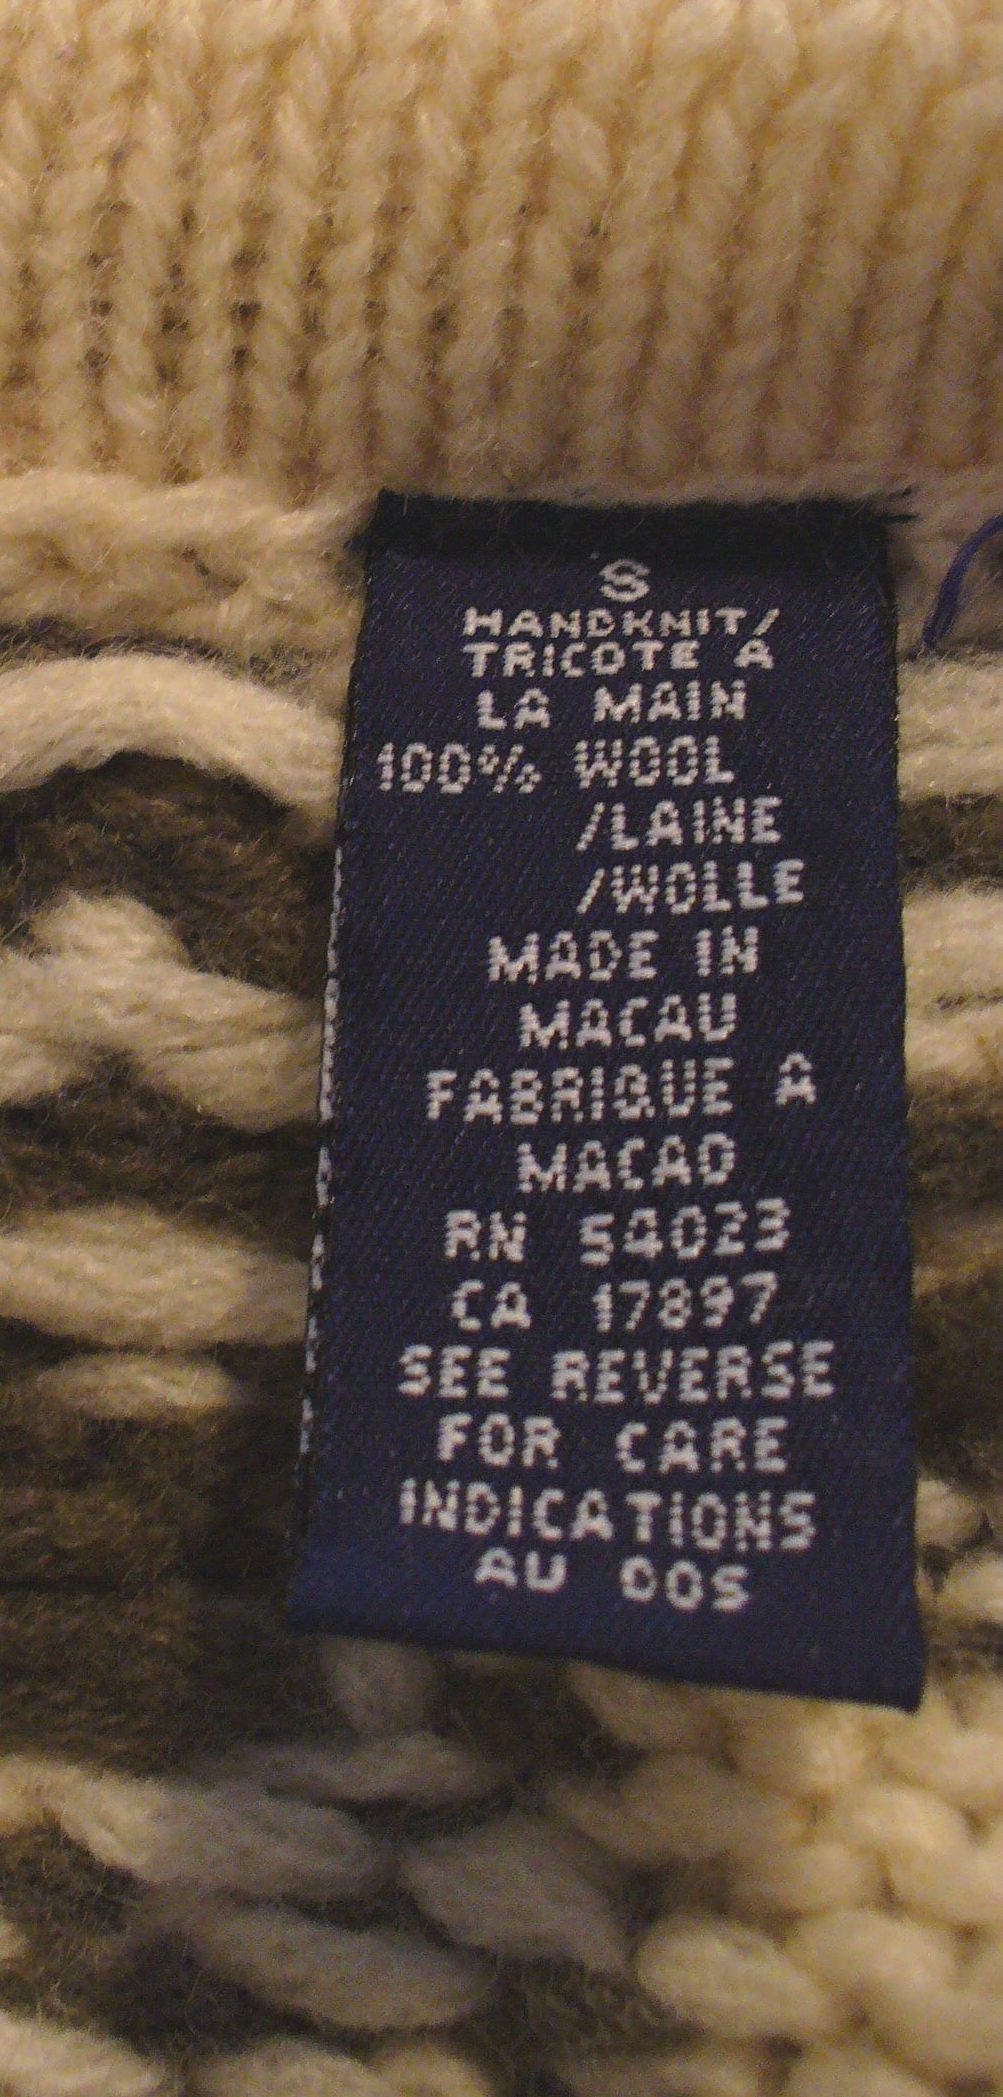 S
HANDKNIT/
TRICOTE A
LA MAIN
100% WOOL
/LAINE
/WOLLE
MADE IN
MACAU
FABRIQUE A
MACAO
RN 54023
CA 17897
SEE REVERSE
FOR CARE
INDICATIONS
AU DOS